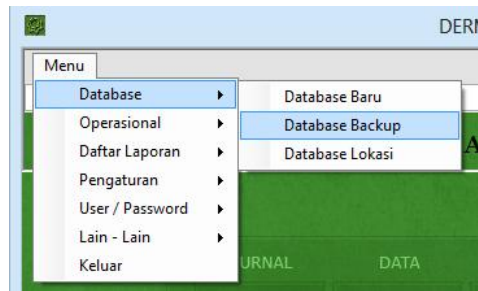 DERM
Menu
Database
Database Baru
Operasional
Database Backup
Daftar Laporan
Database Lokasi
Pengaturan
User / Password
Lain - Lain
Keluar
URNAL
DATA